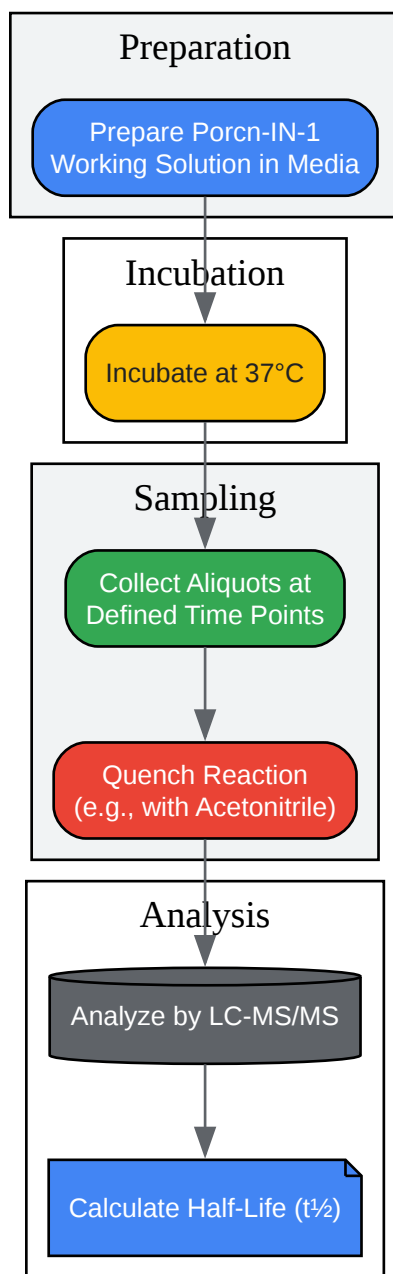 Preparation
Prepare Porcn-IN-1
Working Solution in Media
Incubation
Incubate at 37°C
Sampling
Collect Aliquots at
Defined Time Points
Quench Reaction
(e.g., with Acetonitrile)
Analysis
Analyze by LC-MS/MS
Calculate Half-Life (t½)